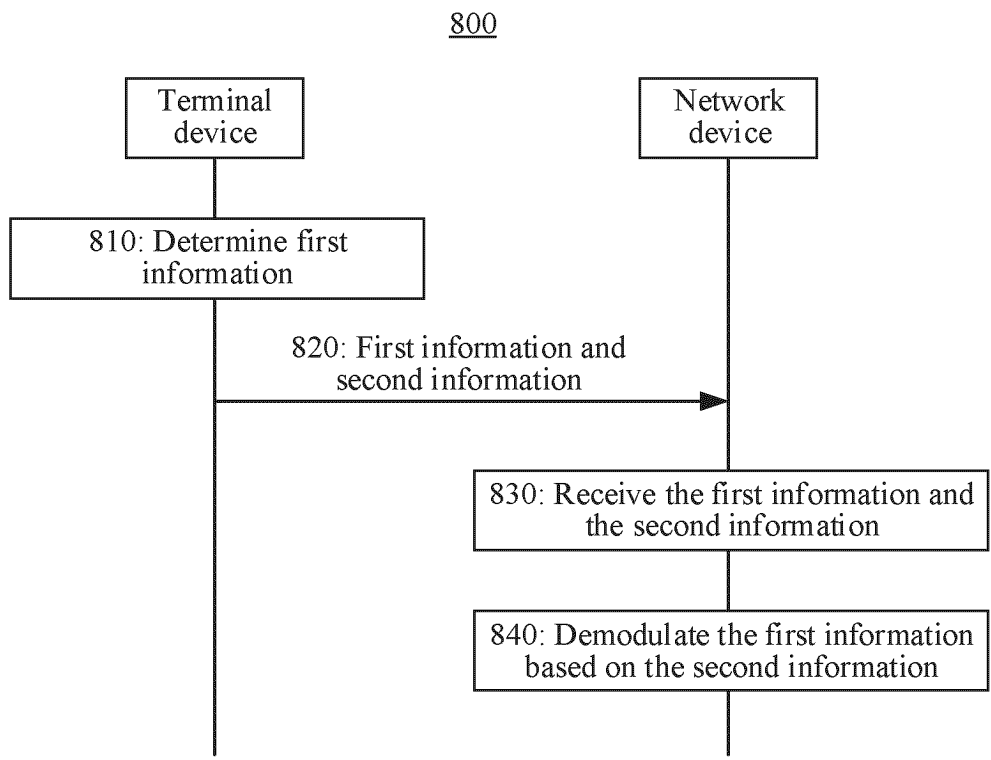 800
Terminal
device
Network
device
810: Determine first
information
820: First information and
second information
830: Receive the first information and
the second information
840: Demodulate the first information
based on the second information